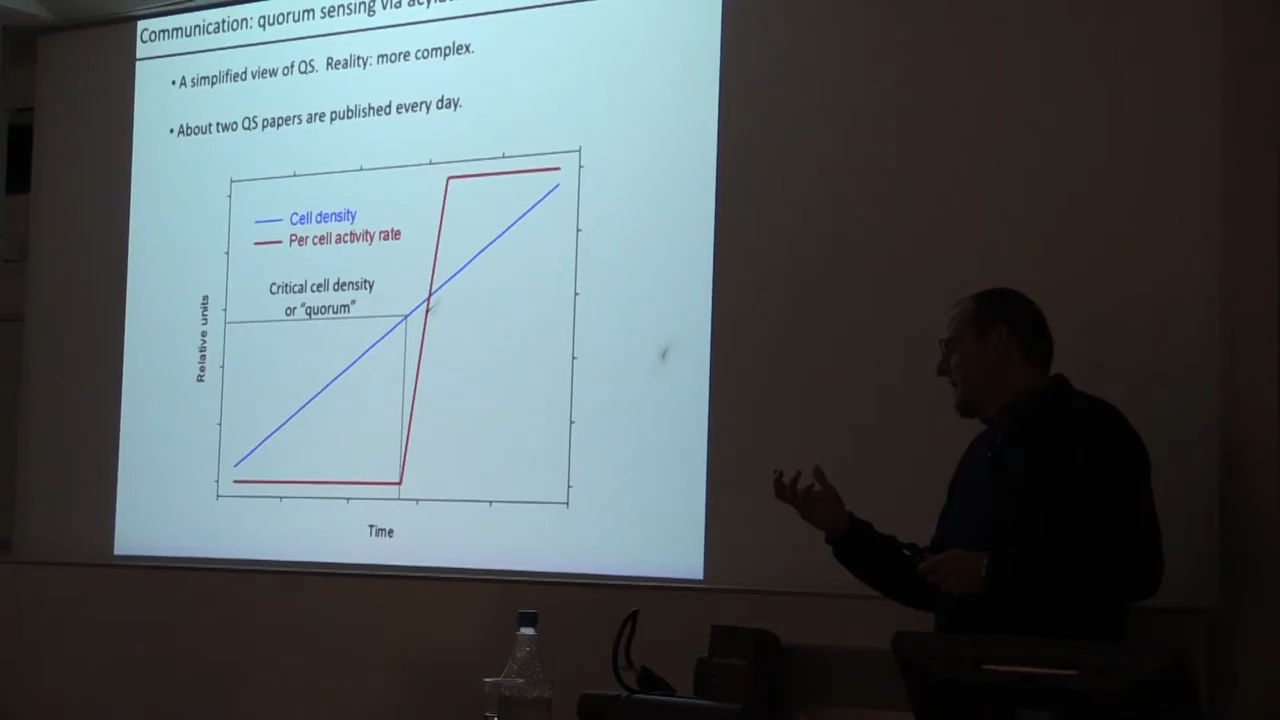 Communication: quorum sensing via
• A simplified view of QS. Reality: more complex.
• About two QS papers are published every day.
Cell density
Per cell activity rate
Critical cell density
or “quorum”
Relative units
Time